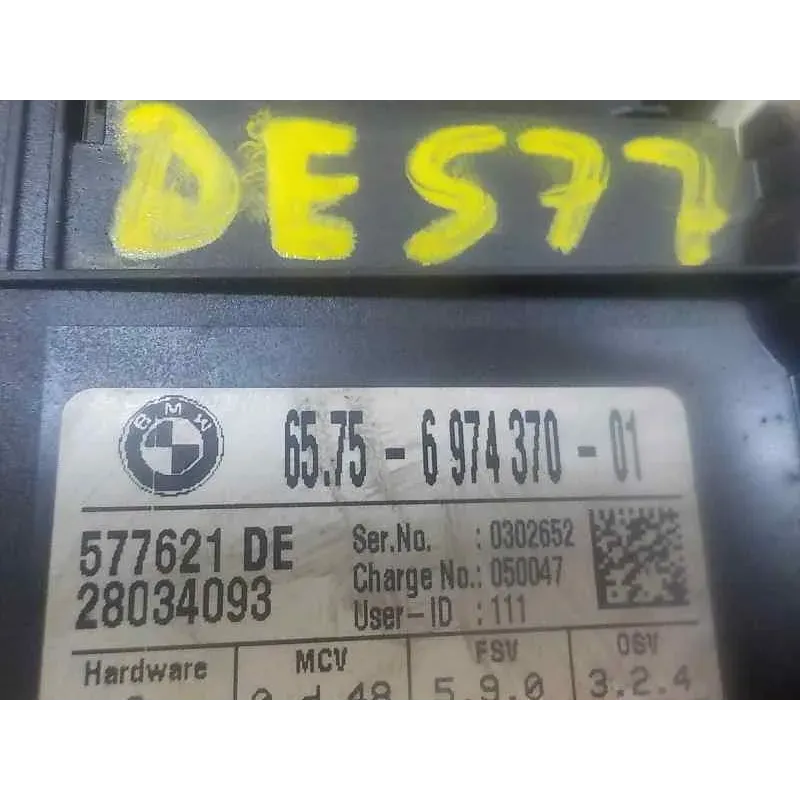 DE577
BMW
65.75 - 6 974 370 - 01
577621 DE
28034093
Ser.No. : 0302652
Charge No.: 050047
User-ID : 111
Hardware MCV FSV OSV
5.9.0 3.2.4